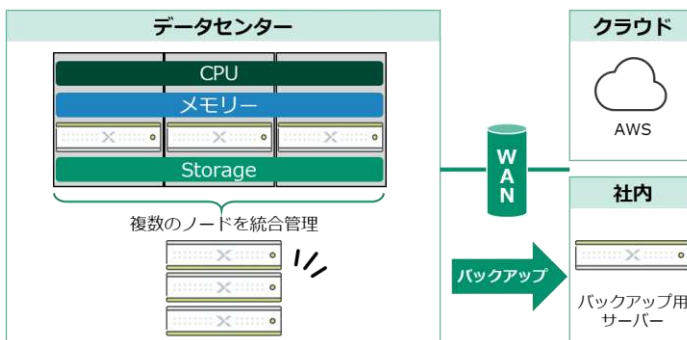 データセンター
CPU
メモリー
Storage
複数のノードを統合管理
WAN
バックアップ
クラウド
AWS
社内
バックアップ用
サーバー